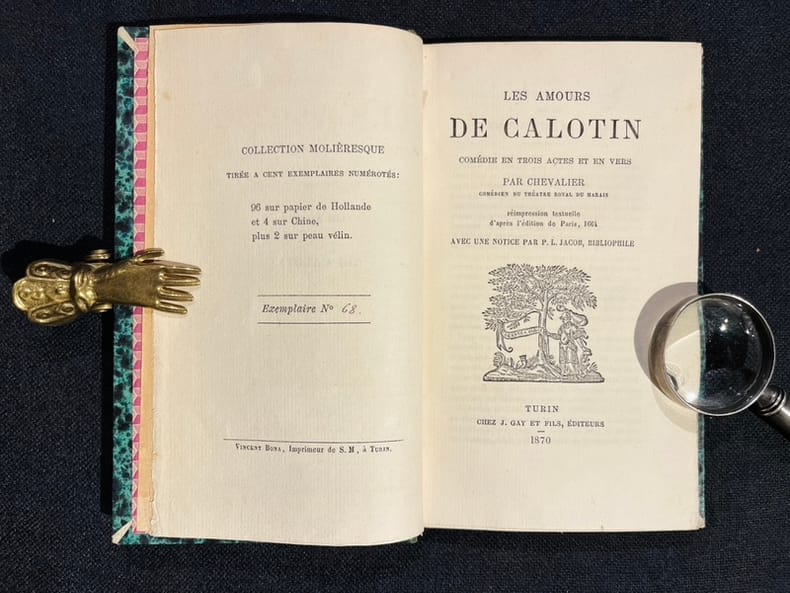 COLLECTION MOLIÉRESQUE
TIRÉE A CENT EXEMPLAIRES NUMÉROTÉS:
96 sur papier de Hollande
et 4 sur Chine,
plus 2 sur peau vélin.
Exemplaire Nº 68.
VINCENT BONA, Imprimeur de S. M., à TURIN.
LES AMOURS
DE CALOTIN
COMÉDIE EN TROIS ACTES ET EN VERS
PAR CHEVALIER
COMÉDIEN DU THÉATRE ROYAL DU MARAIS
réimpression textuelle
d'après l'édition de Paris, 1664
AVEC UNE NOTICE PAR P. L. JACOB, BIBLIOPHILE
TURIN
CHEZ J. GAY ET FILS, ÉDITEURS
1870